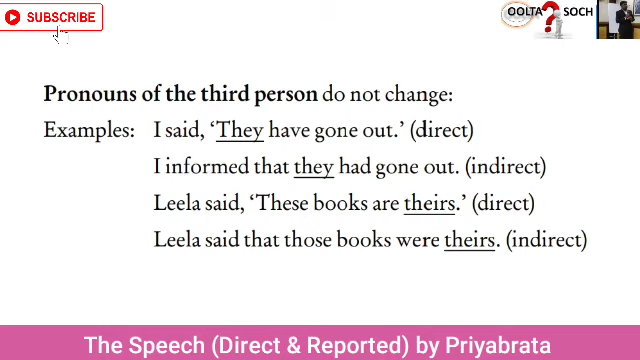 SUBSCRIBE
OOLTA ? SOCH
Pronouns of the third person do not change:
Examples: I said, ‘They have gone out.’ (direct)
I informed that they had gone out. (indirect)
Leela said, ‘These books are theirs.’ (direct)
Leela said that those books were theirs. (indirect)
The Speech (Direct & Reported) by Priyabrata